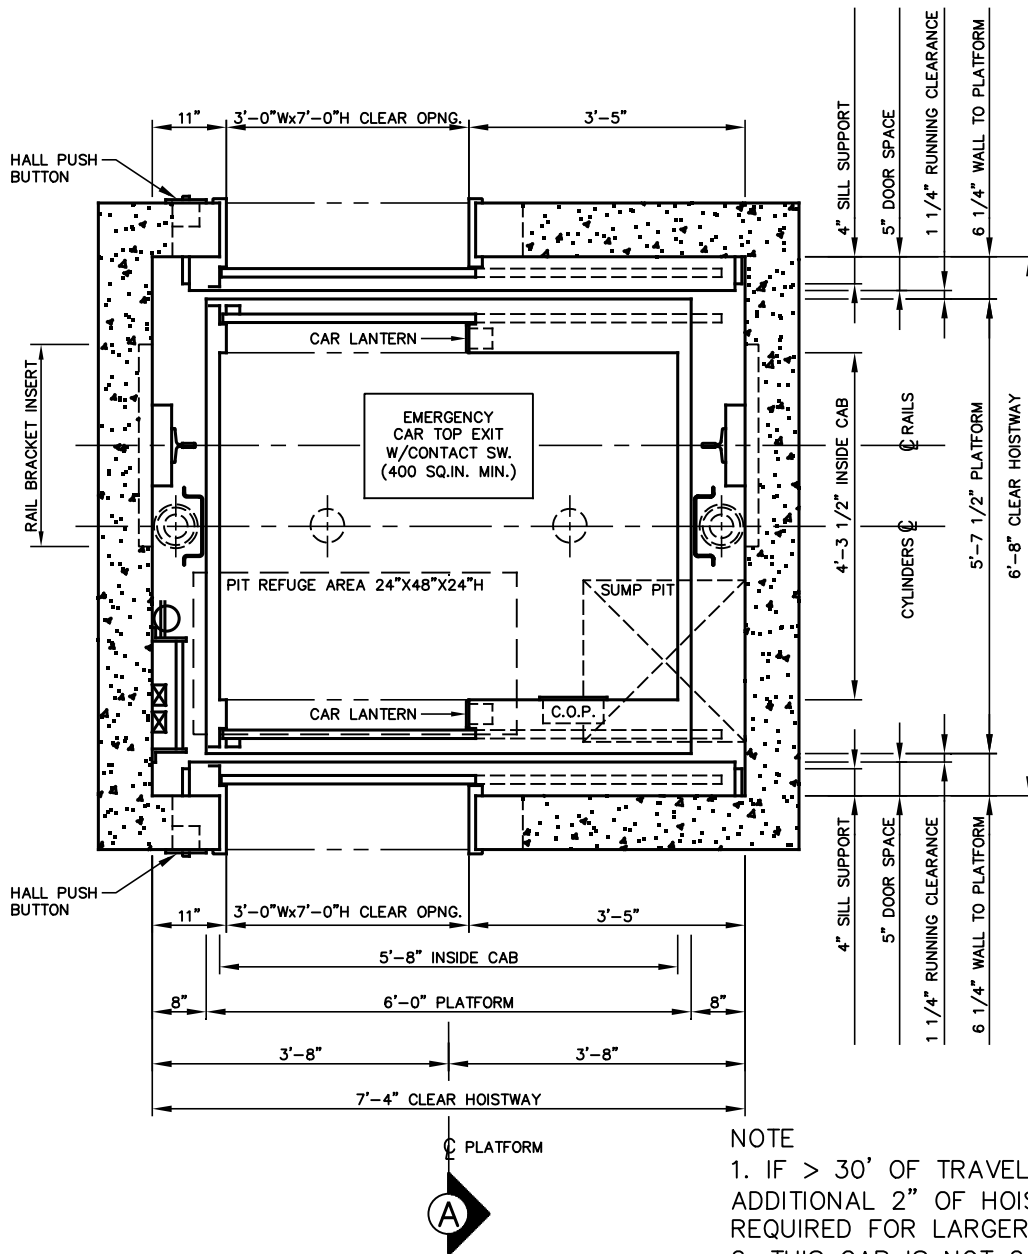 4" SILL SUPPORT
5" DOOR SPACE
1 1/4" RUNNING CLEARANCE
6 1/4" WALL TO PLATFORM
11"
3'-0"Wx7'-0"H CLEAR OPNG.
3'-5"
HALL PUSH
BUTTON
CAR LANTERN
EMERGENCY
CAR TOP EXIT
W/CONTACT SW.
(400 SQ.IN. MIN.)
RAIL BRACKET INSERT
4'-3 1/2" INSIDE CAB
℄ RAILS
CYLINDERS ℄
5'-7 1/2" PLATFORM
6'-8" CLEAR HOISTWAY
PIT REFUGE AREA 24"X48"X24"H
SUMP PIT
CAR LANTERN
C.O.P.
HALL PUSH
BUTTON
11"
3'-0"Wx7'-0"H CLEAR OPNG.
3'-5"
4" SILL SUPPORT
5" DOOR SPACE
1 1/4" RUNNING CLEARANCE
6 1/4" WALL TO PLATFORM
5'-8" INSIDE CAB
8"
6'-0" PLATFORM
8"
3'-8"
3'-8"
7'-4" CLEAR HOISTWAY
℄ PLATFORM
A
NOTE
1. IF > 30' OF TRAVEL
ADDITIONAL 2" OF
REQUIRED FOR LARGER